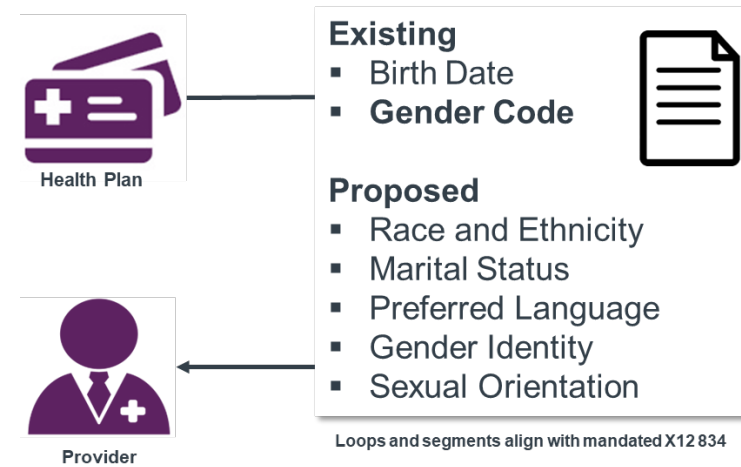 Health Plan
Existing
▪ Birth Date
▪ Gender Code
Proposed
▪ Race and Ethnicity
▪ Marital Status
▪ Preferred Language
▪ Gender Identity
▪ Sexual Orientation
Provider
Loops and segments align with mandated X12 834